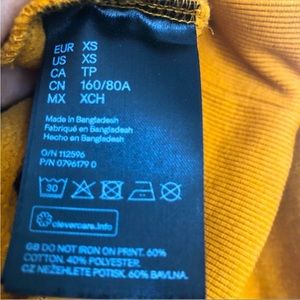 EUR XS
US XS
CA TP
CN 160/80A
MX XCH
Made in Bangladesh
Fabriqué en Bangladesh
Hecho en Bangladesh
O/N 112596
P/N 0796179 0
30
clevercare.info
GB DO NOT IRON ON PRINT. 60%
COTTON, 40% POLYESTER.
CZ NEŽEHLETE POTISK. 60% BAVLNA.